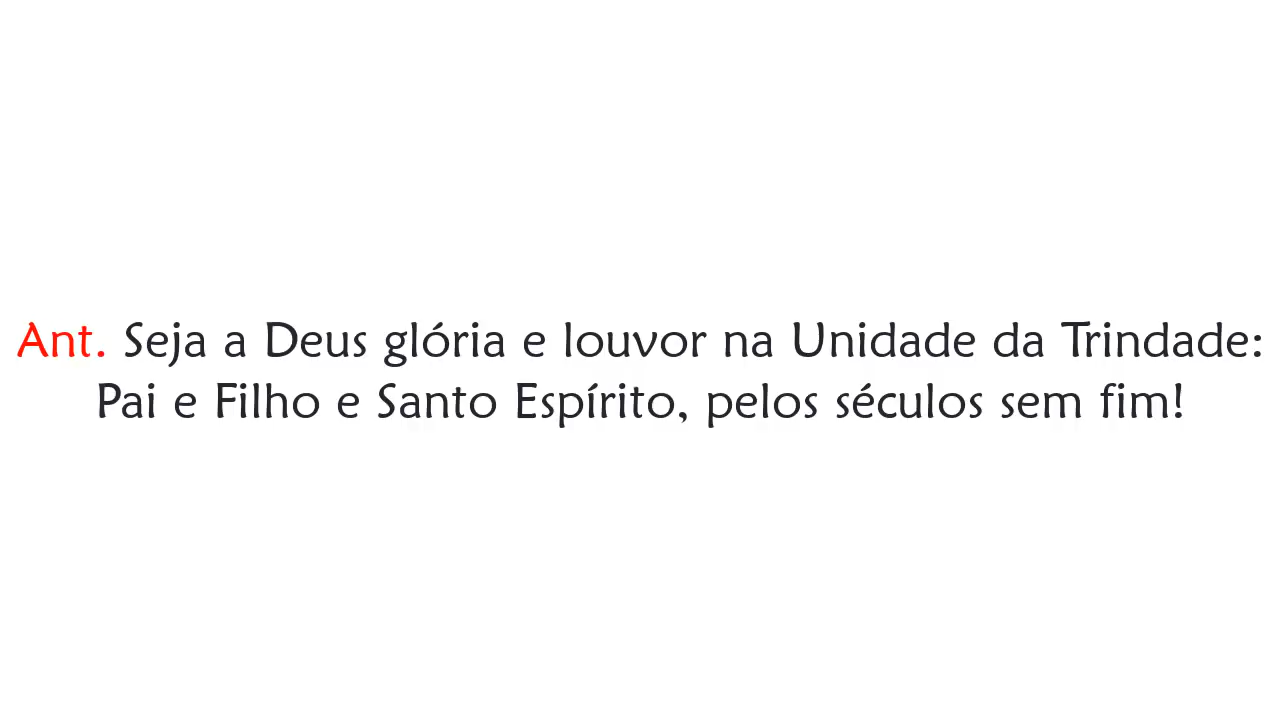 Ant. Seja a Deus glória e louvor na Unidade da Trindade:
Pai e Filho e Santo Espírito, pelos séculos sem fim!